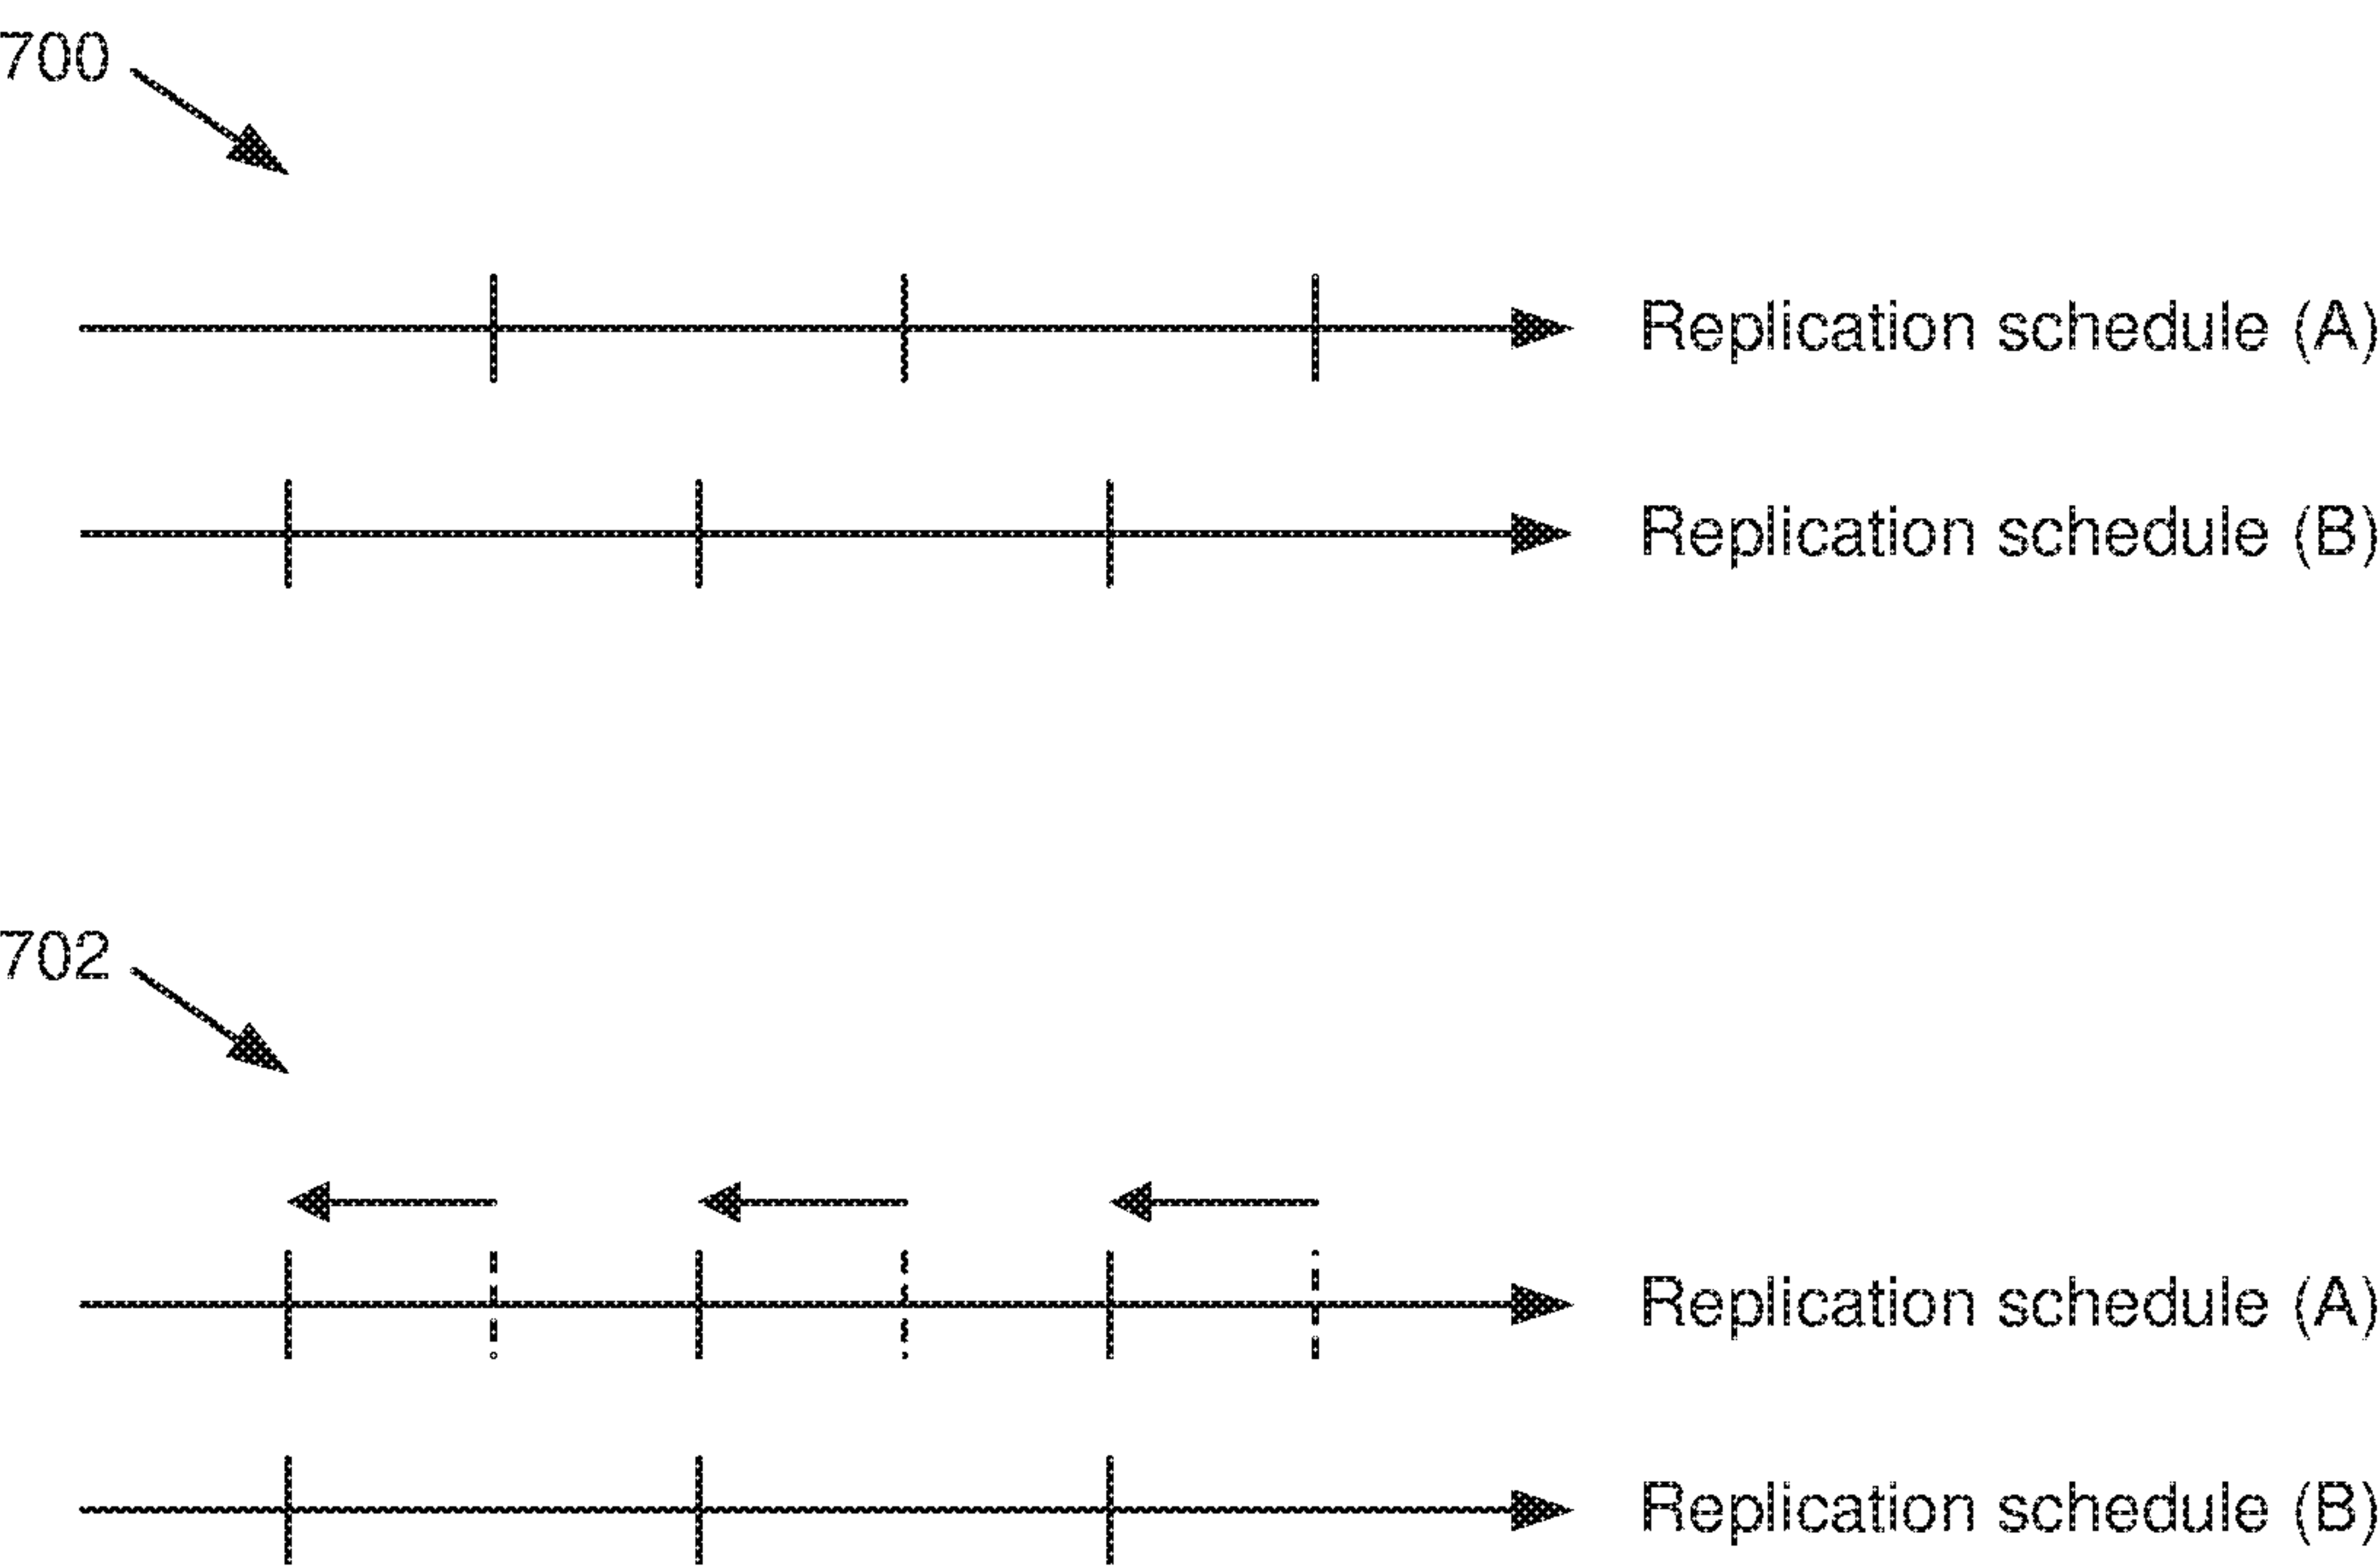 700
Replication schedule (A)
Replication schedule (B)
702
Replication schedule (A)
Replication schedule (B)